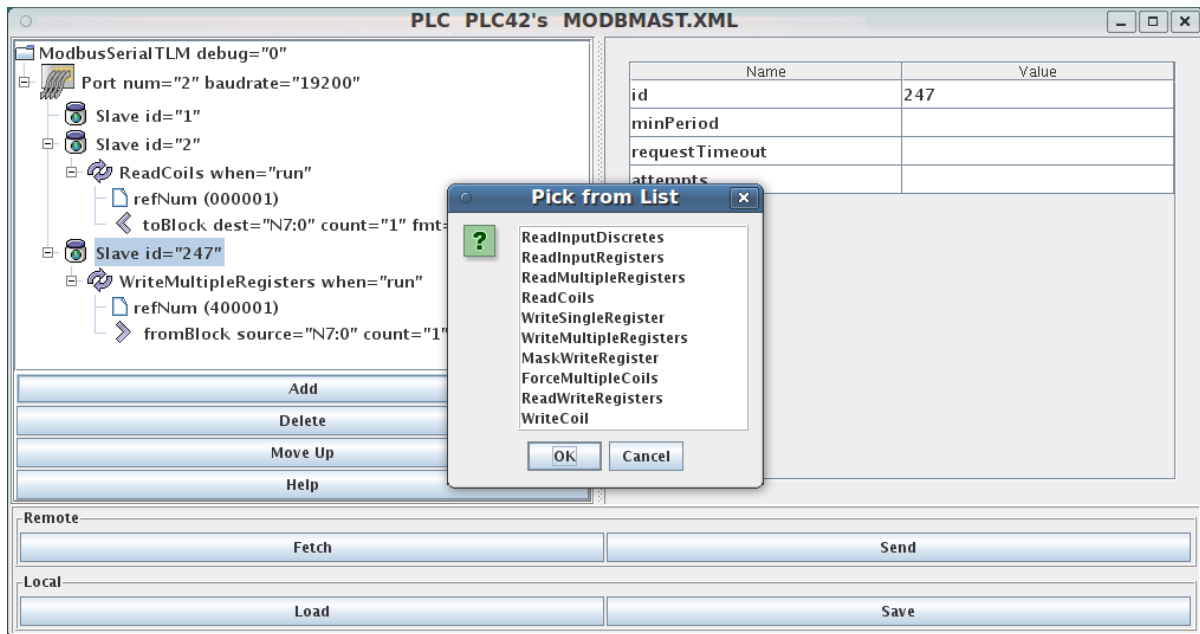 PLC PLC42's MODBMAST.XML
ModbusSerialTLM debug="0"
Port num="2" baudrate="19200"
Slave id="1"
Slave id="2"
ReadCoils when="run"
refNum (000001)
toBlock dest="N7:0" count="1" fmt=
Slave id="247"
WriteMultipleRegisters when="run"
refNum (400001)
fromBlock source="N7:0" count="1"
Add
Delete
Move Up
Help
Name Value
id 247
minPeriod
requestTimeout
attempts
Pick from List
?
ReadInputDiscretes
ReadInputRegisters
ReadMultipleRegisters
ReadCoils
WriteSingleRegister
WriteMultipleRegisters
MaskWriteRegister
ForceMultipleCoils
ReadWriteRegisters
WriteCoil
OK Cancel
Remote
Fetch Send
Local
Load Save